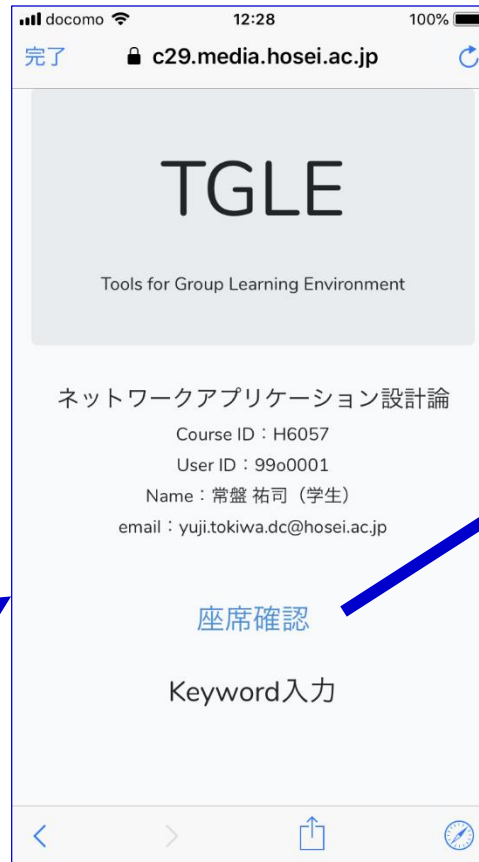 docomo 12:28 100%
完了 c29.media.hosei.ac.jp
TGLE
Tools for Group Learning Environment
ネットワークアプリケーション設計論
Course ID：H6057
User ID：99o0001
Name：常盤 祐司（学生）
email：yuji.tokiwa.dc@hosei.ac.jp
座席確認
Keyword入力